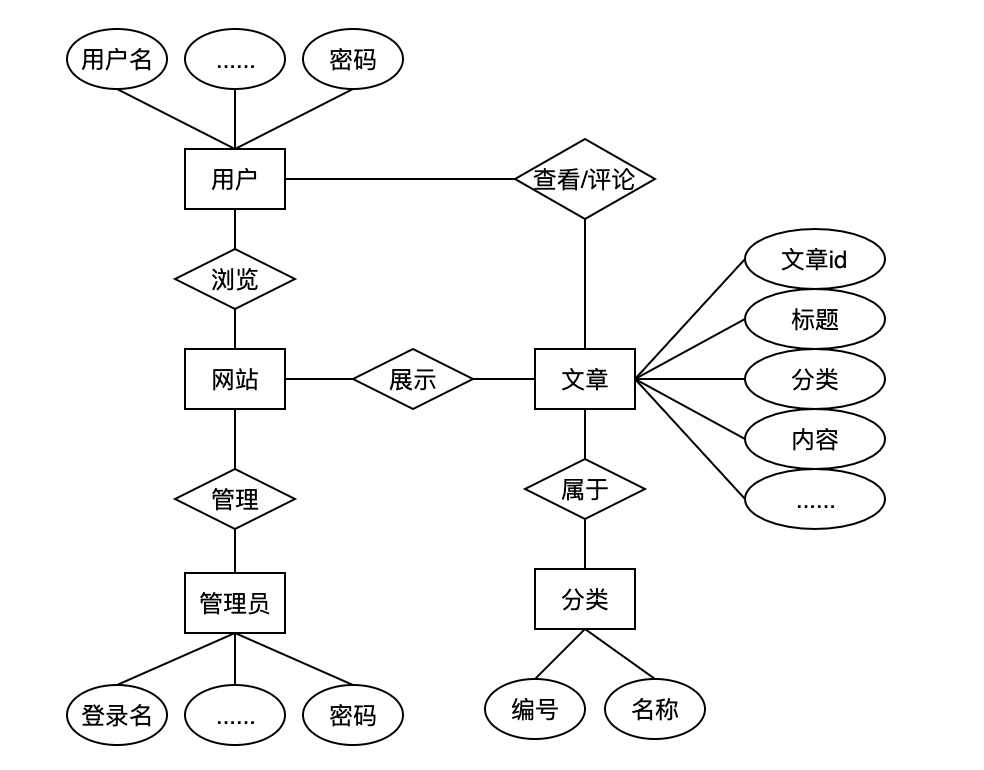 用户名
......
密码
用户
查看/评论
浏览
文章id
标题
网站
展示
文章
分类
内容
管理
属于
......
管理员
分类
登录名
......
密码
编号
名称